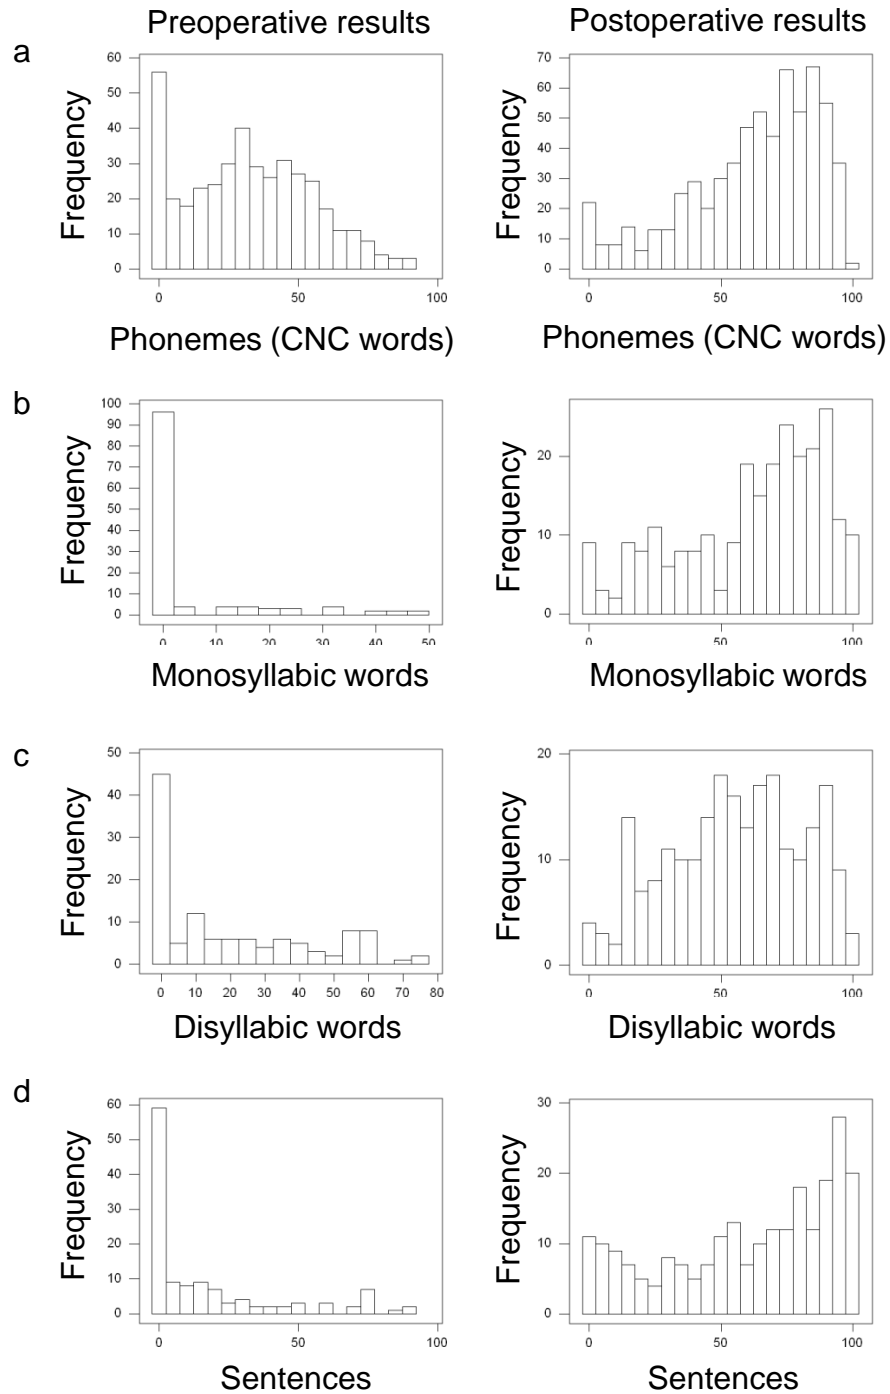 Preoperative results Postoperative results
a
Frequency
60
50
40
30
20
10
0
0 50 100
Phonemes (CNC words)
Frequency
70
60
50
40
30
20
10
0
0 50 100
Phonemes (CNC words)
b
Frequency
100
90
80
70
60
50
40
30
20
10
0
0 10 20 30 40 50
Monosyllabic words
Frequency
20
10
0
0 50 100
Monosyllabic words
c
Frequency
50
40
30
20
10
0
0 10 20 30 40 50 60 70 80
Disyllabic words
Frequency
20
10
0
0 50 100
Disyllabic words
d
Frequency
60
50
40
30
20
10
0
0 50 100
Sentences
Frequency
30
20
10
0
0 50 100
Sentences